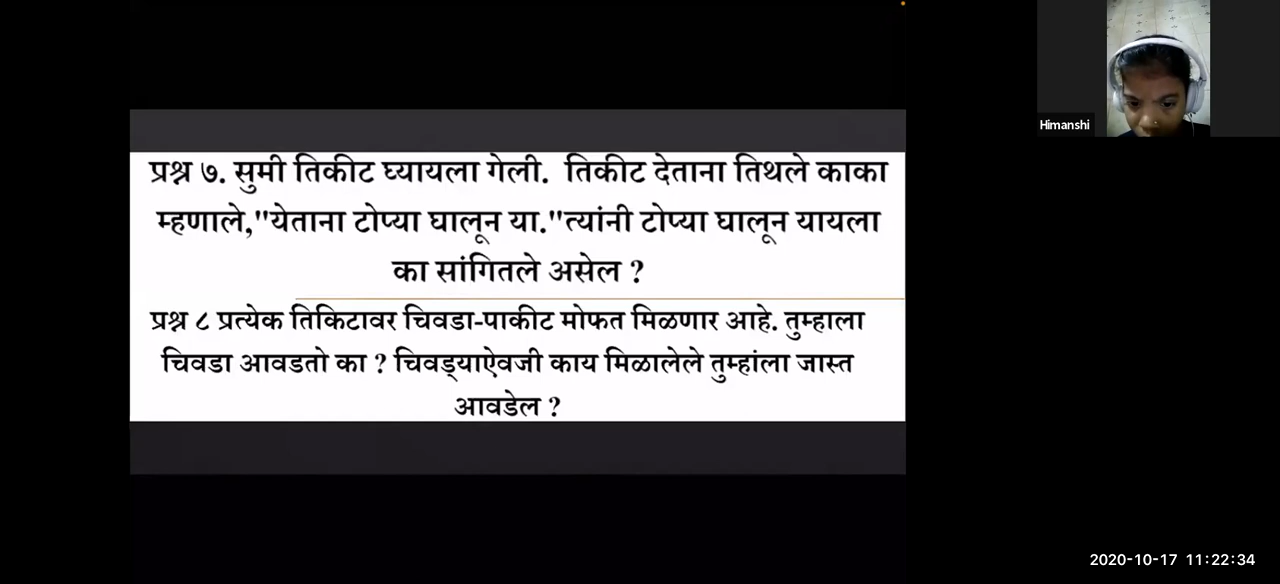 प्रश्न ७. सुमी तिकीट घ्यायला गेली. तिकीट देताना तिथले काका
म्हणाले,''येताना टोप्या घालून या.''त्यांनी टोप्या घालून यायला
का सांगितले असेल ?
प्रश्न ८ प्रत्येक तिकिटावर चिवडा-पाकीट मोफत मिळणार आहे. तुम्हाला
चिवडा आवडतो का ? चिवड्याऐवजी काय मिळालेले तुम्हांला जास्त
आवडेल ?
Himanshi
2020-10-17 11:22:34